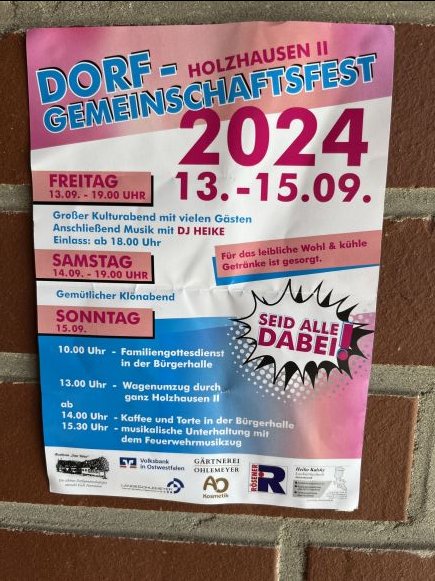 DORF -
HOLZHAUSEN II
GEMEINSCHAFTSFEST
2024
13.-15.09.
FREITAG
13.09. - 19.00 UHR
Großer Kulturabend mit vielen Gästen
Anschließend Musik mit DJ HEIKE
Einlass: ab 18.00 Uhr
Für das leibliche Wohl & kühle
Getränke ist gesorgt.
SAMSTAG
14.09. - 19.00 UHR
Gemütlicher Klönabend
SONNTAG
15.09.
SEID ALLE
DABEI!
10.00 Uhr - Familiengottesdienst
in der Bürgerhalle
13.00 Uhr - Wagenumzug durch
ganz Holzhausen II
ab
14.00 Uhr - Kaffee und Torte in der Bürgerhalle
15.30 Uhr - musikalische Unterhaltung mit
dem Feuerwehrmusikzug
Volksbank
in Ostwestfalen
GÄRTNEREI
OHLEMEYER
AO
Kosmetik
RÖSENER
R